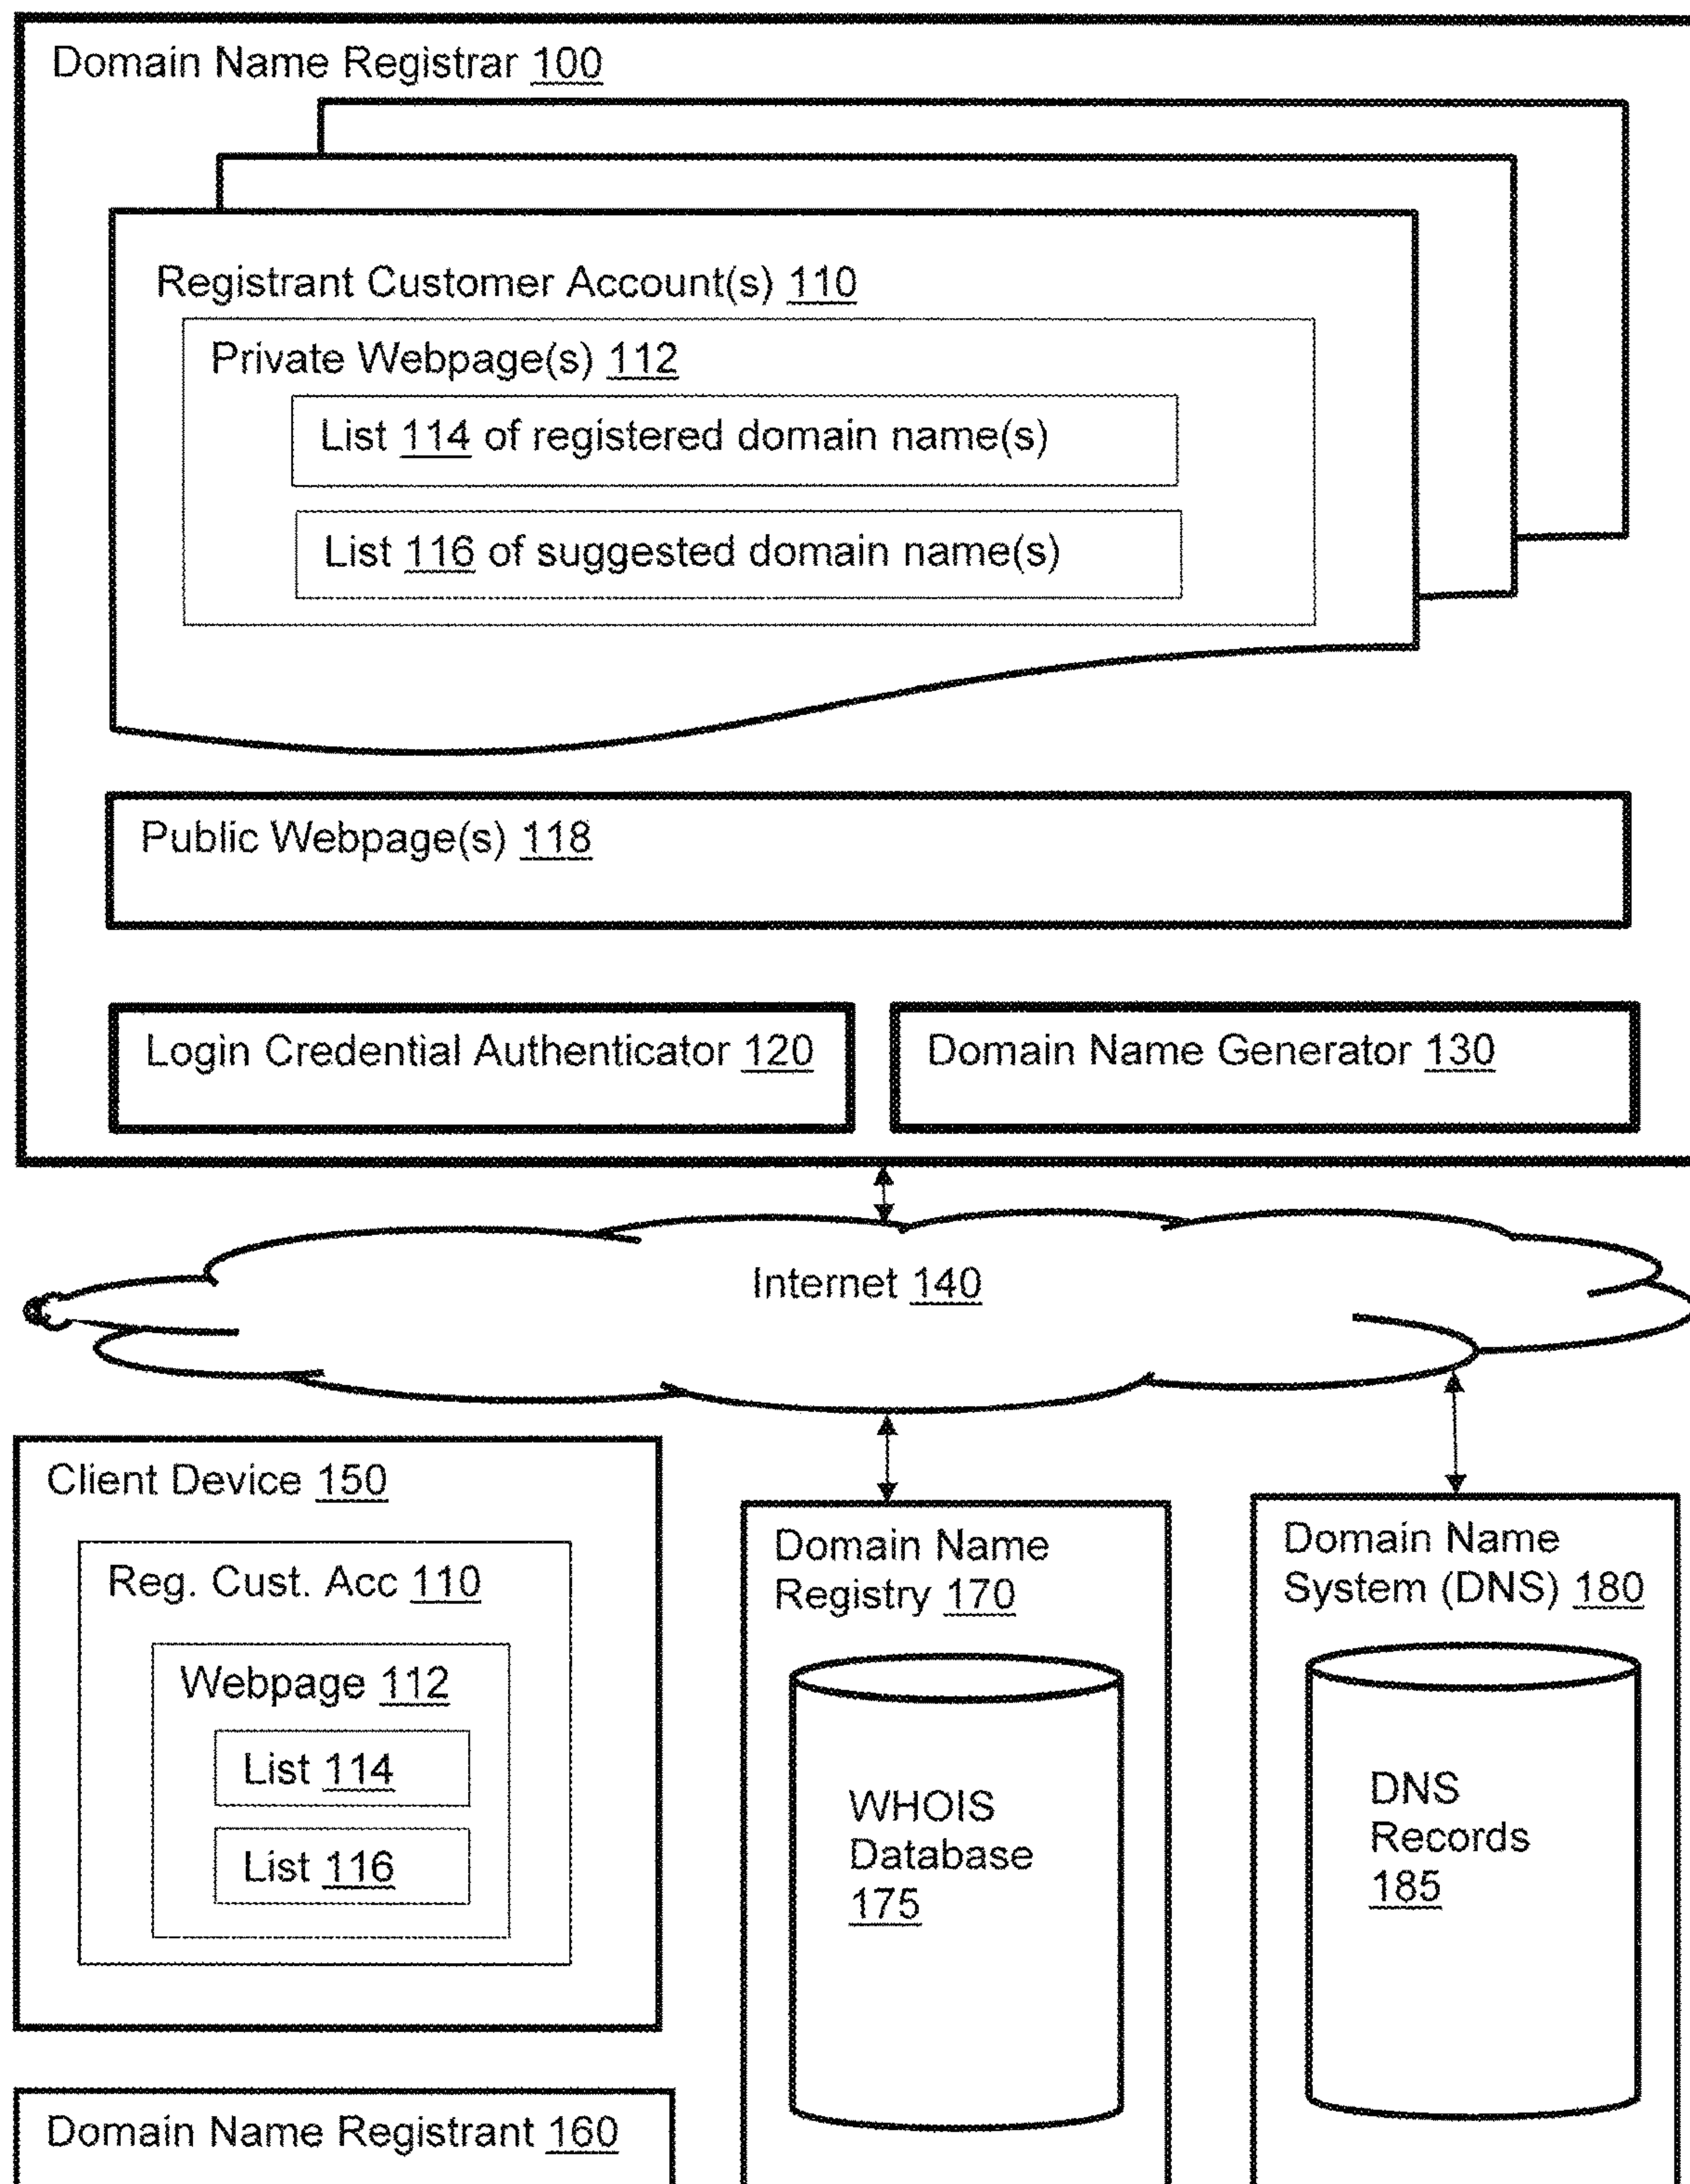 Domain Name Registrar 100
Registrant Customer Account(s) 110
Private Webpage(s) 112
List 114 of registered domain name(s)
List 116 of suggested domain name(s)
Public Webpage(s) 118
Login Credential Authenticator 120
Domain Name Generator 130
Internet 140
Client Device 150
Reg. Cust. Acc 110
Webpage 112
List 114
List 116
Domain Name Registrant 160
Domain Name
Registry 170
WHOIS
Database
175
Domain Name
System (DNS) 180
DNS
Records
185